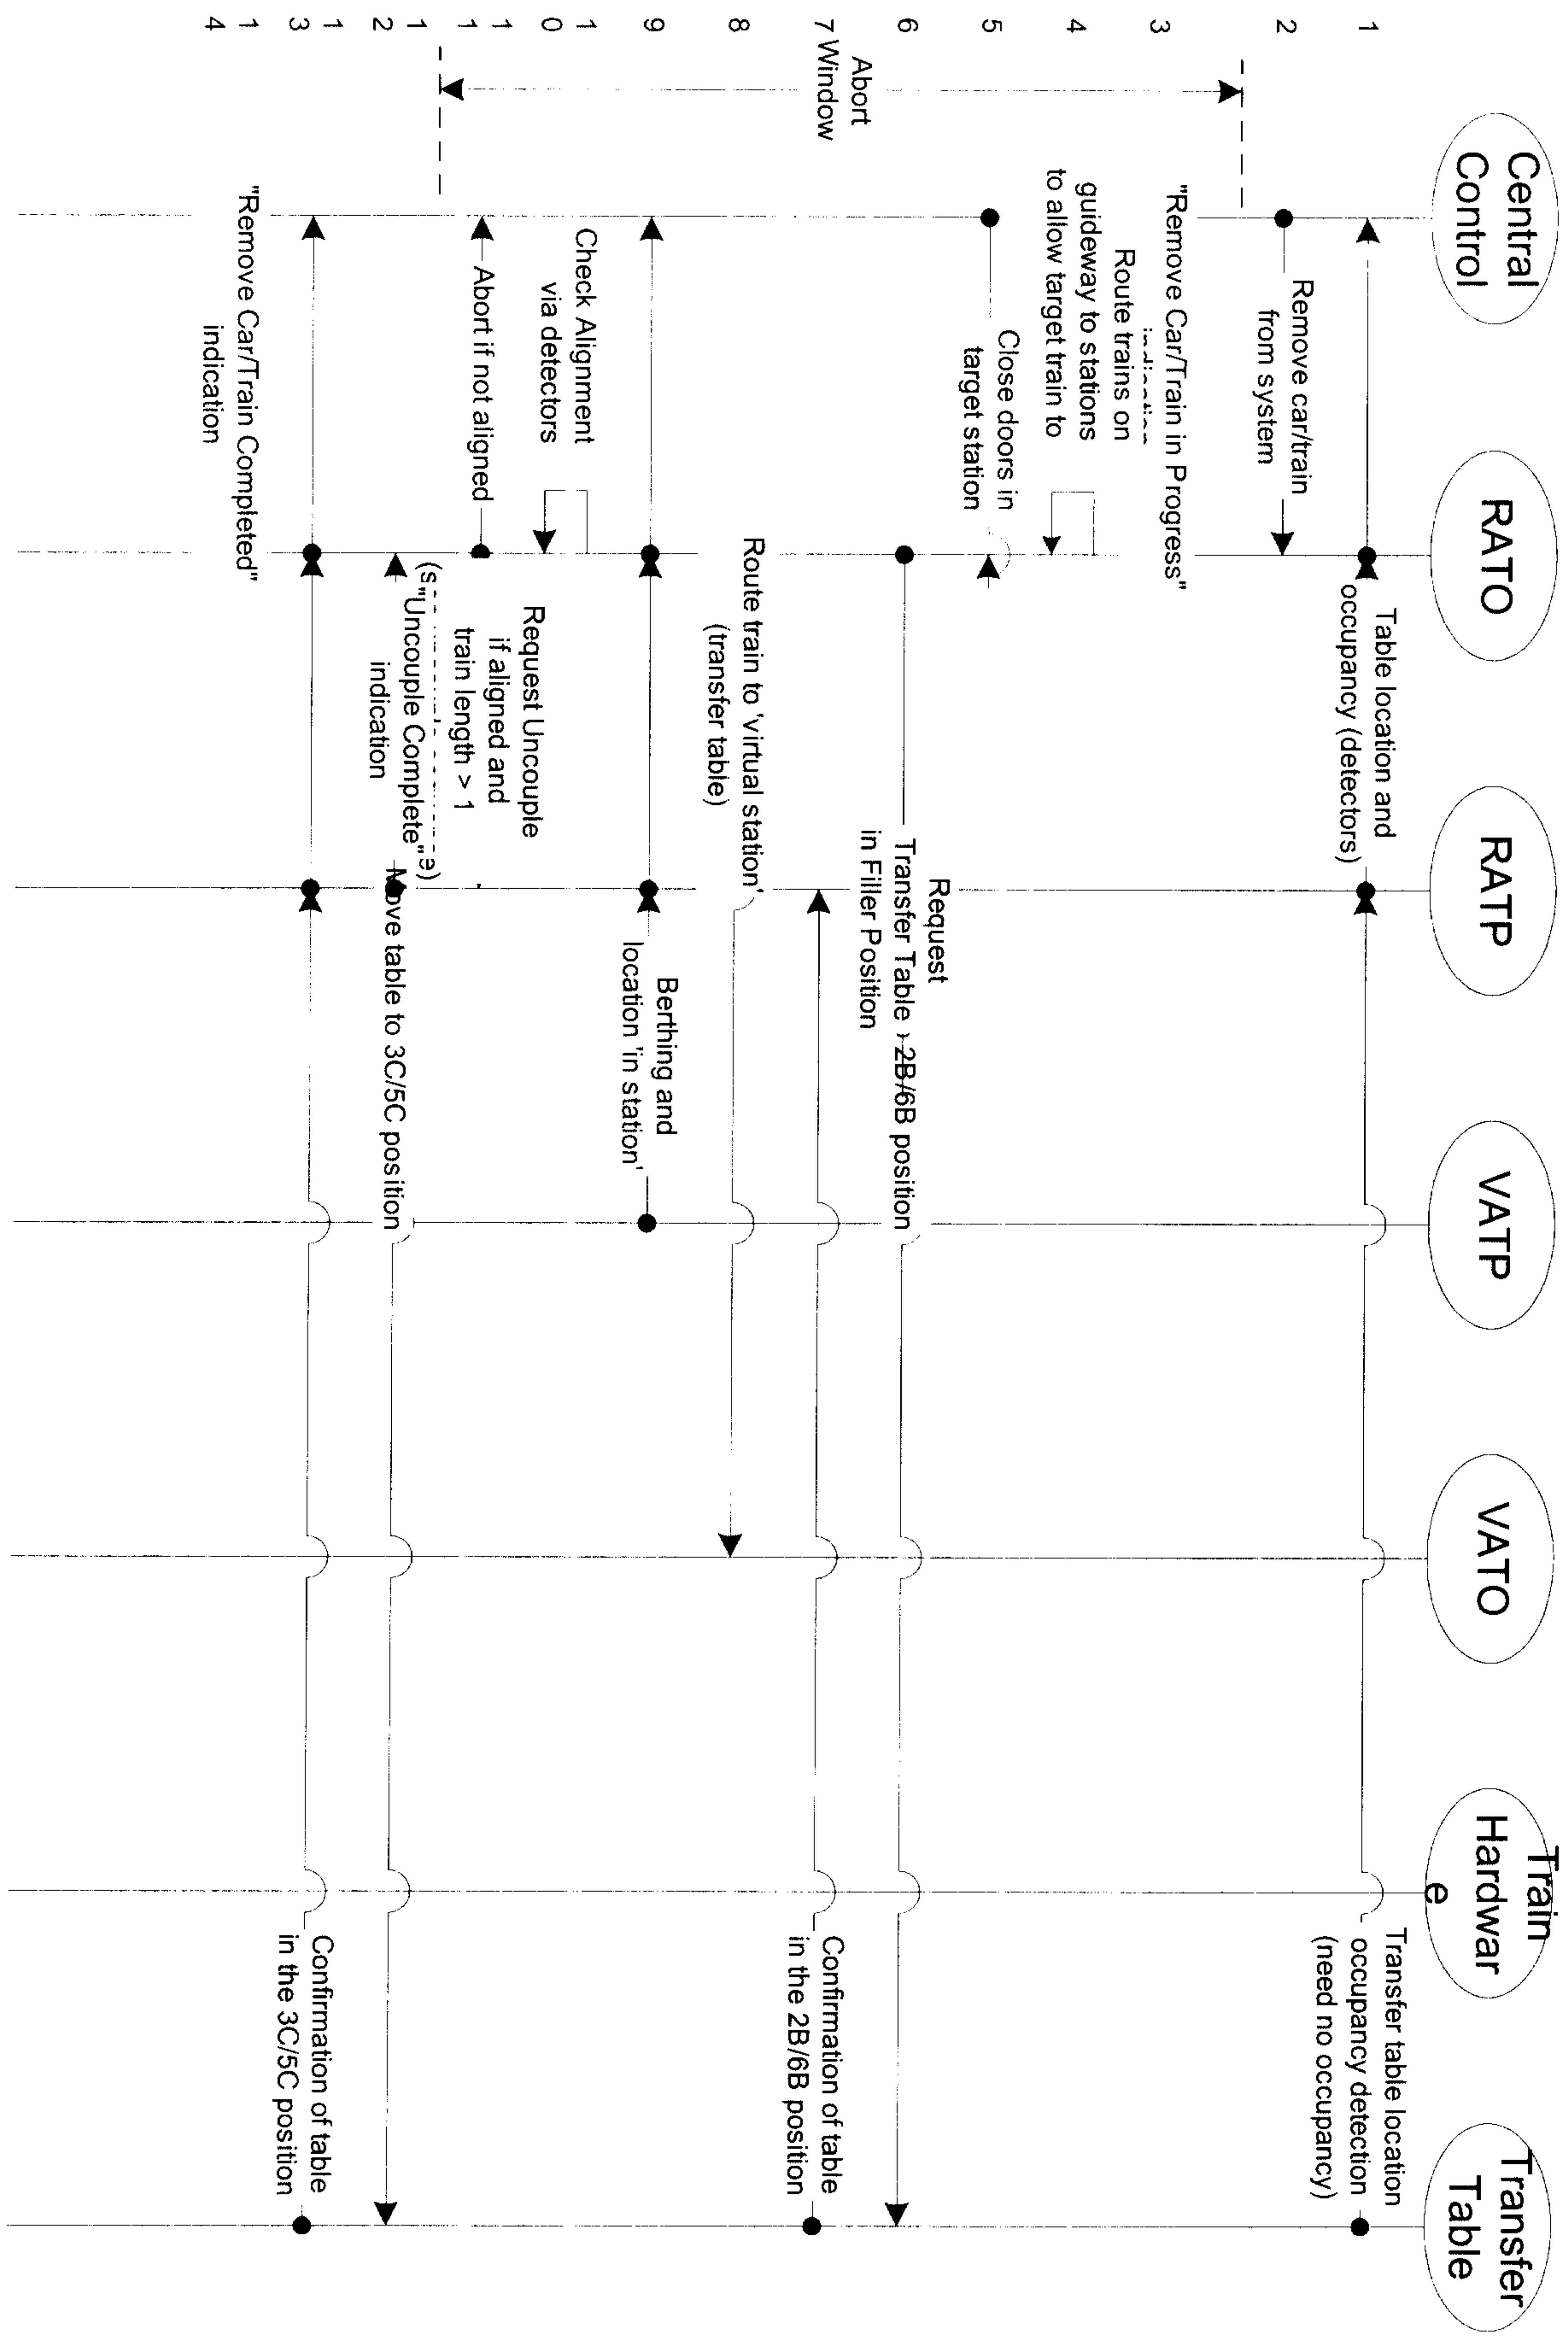 Central
Control
RATO
RATP
VATP
VATO
Train
Hardwar
e
Transfer
Table
1
Table location and
occupancy (detectors)
Transfer table location
occupancy detection
(need no occupancy)
2
Remove car/train
from system
3
"Remove Car/Train in Progress"
4
Route trains on
guideway to stations
to allow target train to
5
Close doors in
target station
6
Request
Transfer Table
2B/6B position
in Filler Position
7
Abort
Window
Confirmation of table
in the 2B/6B position
8
Route train to 'virtual station'
(transfer table)
9
Berthing and
location 'in station'
1
0
Check Alignment
via detectors
1
1
Abort if not aligned
Request Uncouple
if aligned and
train length > 1
1
2
"Uncouple Complete"
indication
Move table to 3C/5C position
1
3
Confirmation of table
in the 3C/5C position
1
4
"Remove Car/Train Completed"
indication